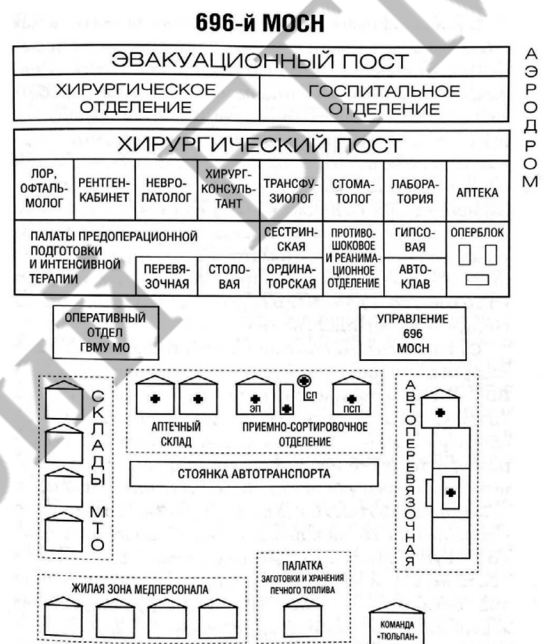 696-й МОСН
ЭВАКУАЦИОННЫЙ ПОСТ
ХИРУРГИЧЕСКОЕ
ОТДЕЛЕНИЕ
ГОСПИТАЛЬНОЕ
ОТДЕЛЕНИЕ
АЭРОДРОМ
ХИРУРГИЧЕСКИЙ ПОСТ
ЛОР,
ОФТАЛЬ-
МОЛОГ
РЕНТГЕН-
КАБИНЕТ
НЕВРО-
ПАТОЛОГ
ХИРУРГ-
КОНСУЛЬ-
ТАНТ
ТРАНСФУ-
ЗИОЛОГ
СТОМА-
ТОЛОГ
ЛАБОРА-
ТОРИЯ
АПТЕКА
ПАЛАТЫ ПРЕДОПЕРАЦИОННОЙ
ПОДГОТОВКИ
И ИНТЕНСИВНОЙ
ТЕРАПИИ
ПЕРЕВЯ-
ЗОЧНАЯ
СТОЛО-
ВАЯ
СЕСТРИН-
СКАЯ
ОРДИНА-
ТОРСКАЯ
ПРОТИВО-
ШОКОВОЕ
И РЕАНИМА-
ЦИОННОЕ
ОТДЕЛЕНИЕ
ГИПСО-
ВАЯ
АВТО-
КЛАВ
ОПЕРБЛОК
ОПЕРАТИВНЫЙ
ОТДЕЛ
ГВМУ МО
УПРАВЛЕНИЕ
696
МОСН
СКЛАДЫ МТО
ЭП
СП
ПСП
АПТЕЧНЫЙ
СКЛАД
ПРИЕМНО-СОРТИРОВОЧНОЕ
ОТДЕЛЕНИЕ
АВТОПЕРЕВЯЗОЧНАЯ
СТОЯНКА АВТОТРАНСПОРТА
ЖИЛАЯ ЗОНА МЕДПЕРСОНАЛА
ПАЛАТКА
ЗАГОТОВКИ И ХРАНЕНИЯ
ПЕЧНОГО ТОПЛИВА
КОМАНДА
«ТЮЛЬПАН»